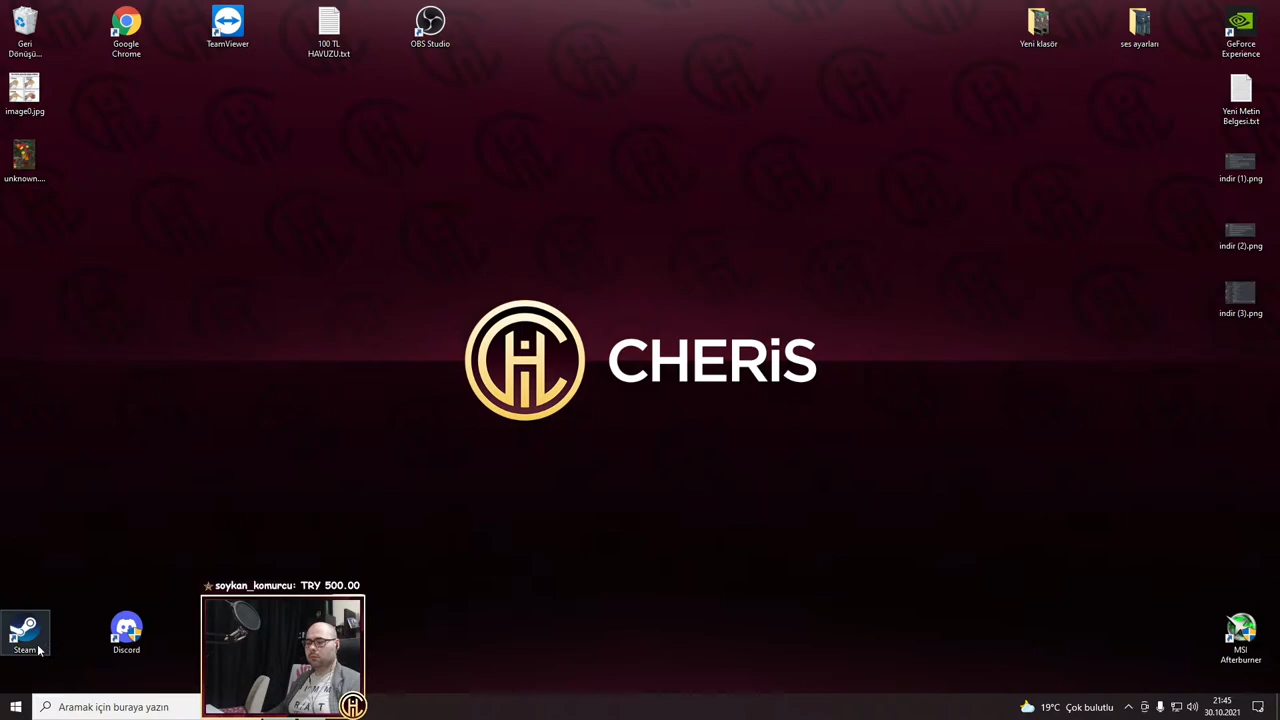 Geri
Dönüşü...
Google
Chrome
TeamViewer
100 TL
HAVUZU.txt
OBS Studio
Yeni klasör
ses ayarları
GeForce
Experience
image0.jpg
Yeni Metin
Belgesi.txt
unknown....
indir (1).png
indir (2).png
indir (3).png
CHERiS
soykan_komurcu: TRY 500.00
Steam
Discord
MSI
Afterburner
Aramak için buraya yazın
19°C Çok bulutlu
21:45
30.10.2021